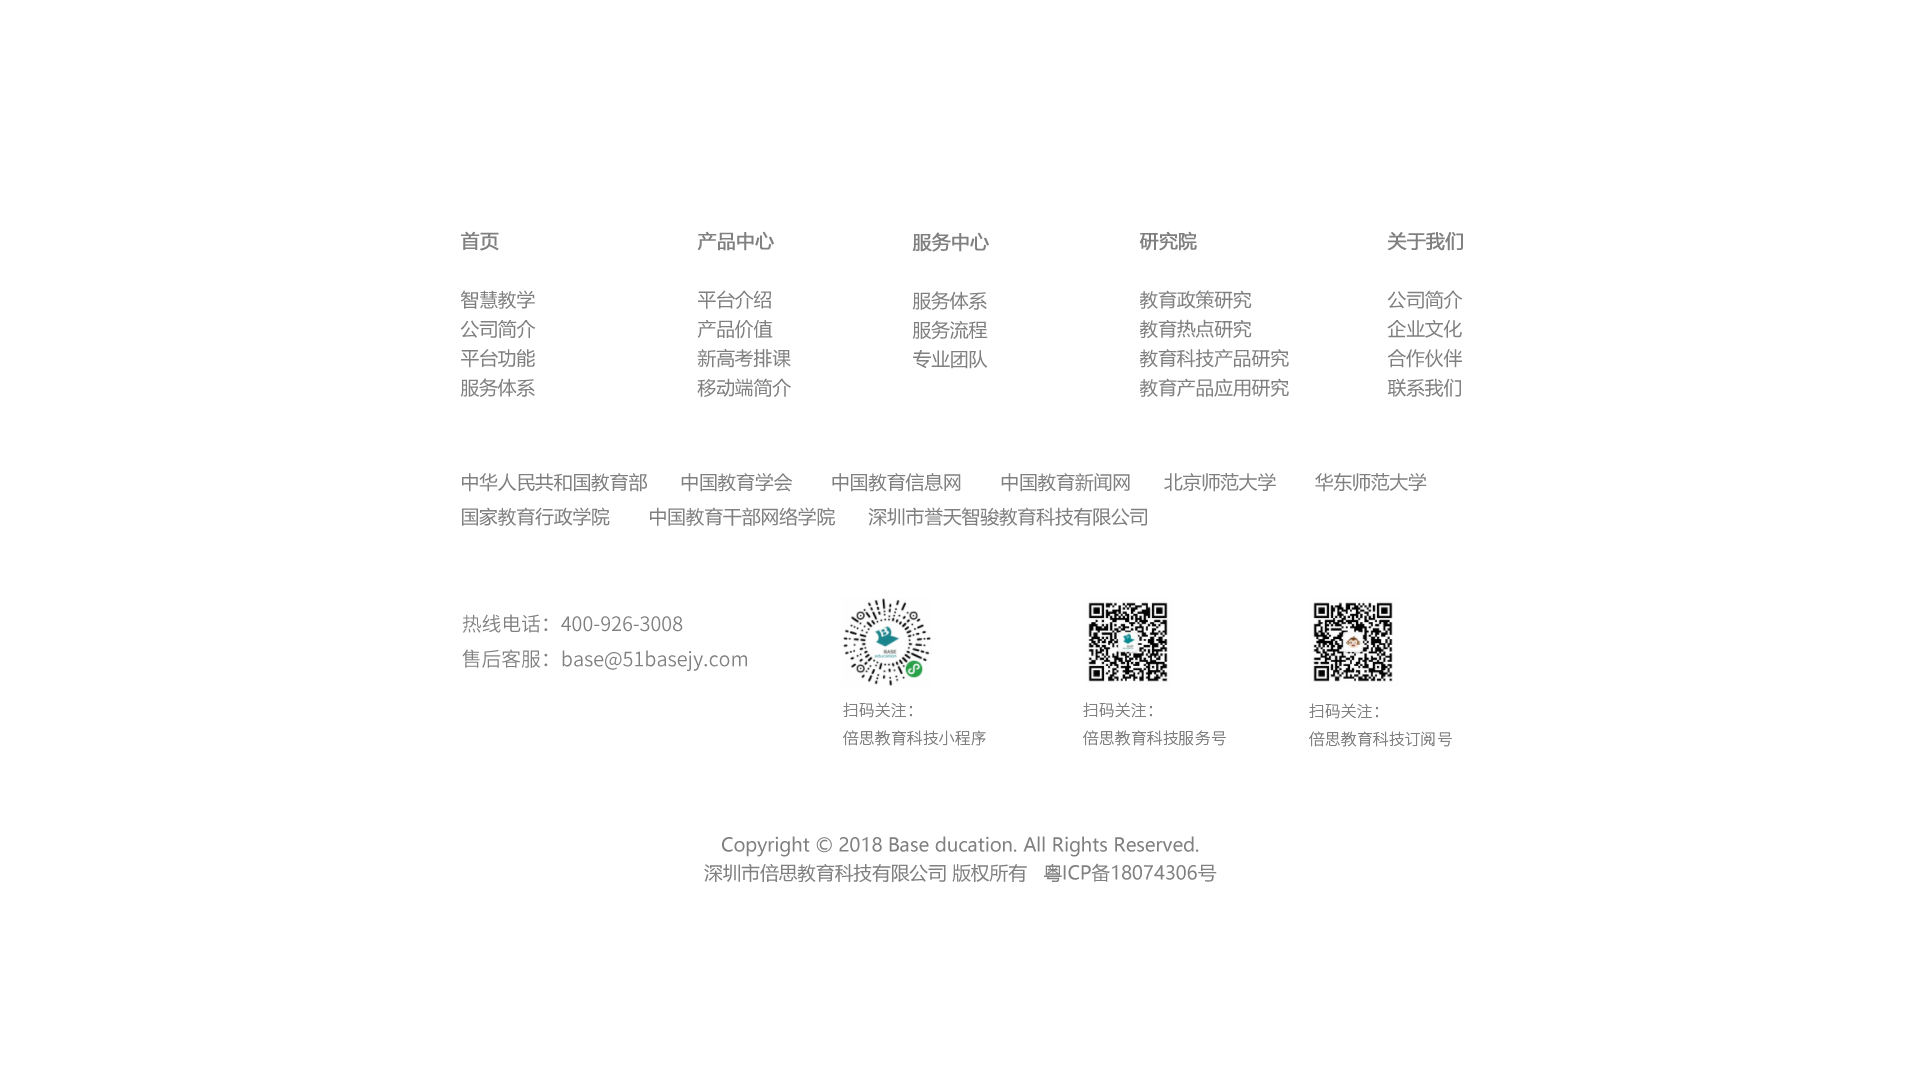 首页
智慧教学
公司简介
平台功能
服务体系
产品中心
平台介绍
产品价值
新高考排课
移动端简介
服务中心
服务体系
服务流程
专业团队
研究院
教育政策研究
教育热点研究
教育科技产品研究
教育产品应用研究
关于我们
公司简介
企业文化
合作伙伴
联系我们
中华人民共和国教育部 中国教育学会 中国教育信息网 中国教育新闻网 北京师范大学 华东师范大学
国家教育行政学院 中国教育干部网络学院 深圳市誉天智骏教育科技有限公司
热线电话：400-926-3008
售后客服：base@51basejy.com
BASE
education
扫码关注：
倍思教育科技小程序
扫码关注：
倍思教育科技服务号
扫码关注：
倍思教育科技订阅号
Copyright © 2018 Base ducation. All Rights Reserved.
深圳市倍思教育科技有限公司 版权所有 粤ICP备18074306号